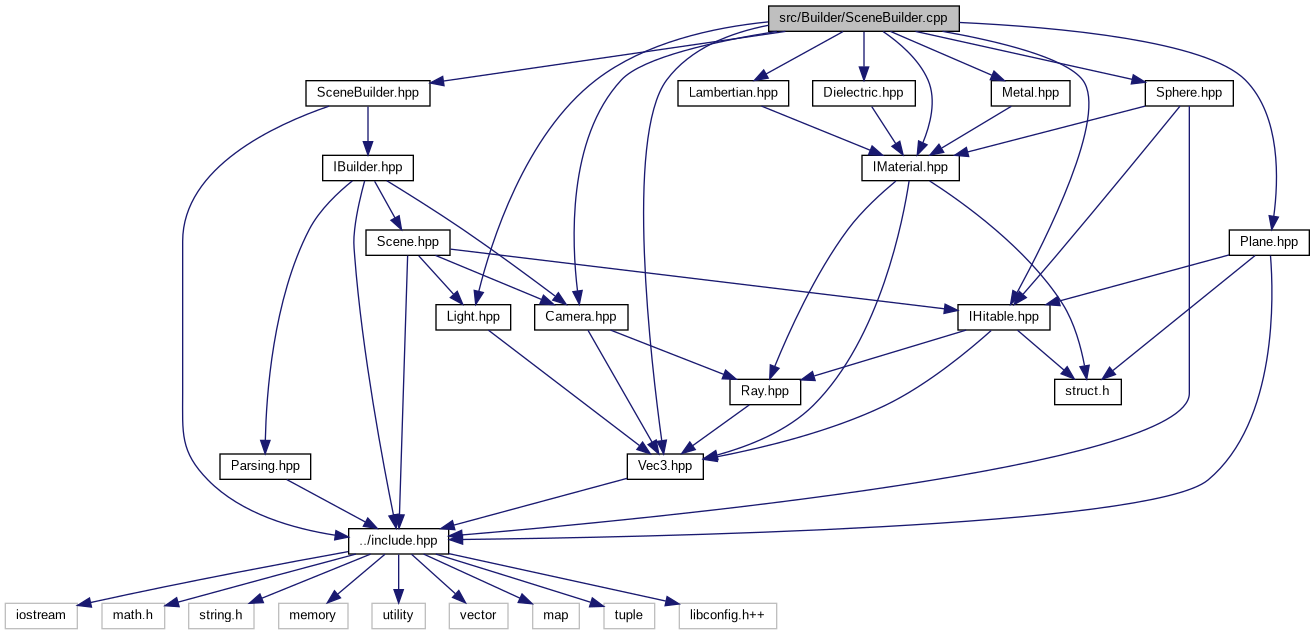 src/Builder/SceneBuilder.cpp
SceneBuilder.hpp
Lambertian.hpp
Dielectric.hpp
Metal.hpp
Sphere.hpp
IBuilder.hpp
IMaterial.hpp
Scene.hpp
Plane.hpp
Light.hpp
Camera.hpp
IHitable.hpp
Ray.hpp
struct.h
Parsing.hpp
Vec3.hpp
../include.hpp
iostream
math.h
string.h
memory
utility
vector
map
tuple
libconfig.h++